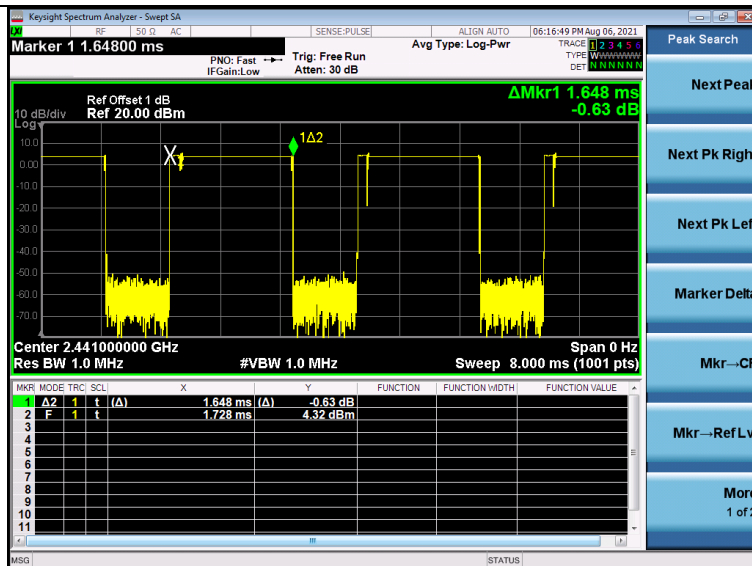 Keysight Spectrum Analyzer - Swept SA
LXI RF 50 Ω AC SENSE:PULSE ALIGN AUTO 06:16:49 PM Aug 06, 2021
Marker 1 1.64800 ms
PNO: Fast
IFGain:Low
Trig: Free Run
Atten: 30 dB
Avg Type: Log-Pwr
TRACE 1 2 3 4 5 6
TYPE WWWWWW
DET N N N N N N
Peak Search
Next Peak
Next Pk Righ
Next Pk Lef
Marker Delta
Mkr→CF
Mkr→Ref Lv
More
1 of 2
ΔMkr1 1.648 ms
-0.63 dB
Ref Offset 1 dB
10 dB/div Ref 20.00 dBm
Log
10.0
0.00
-10.0
-20.0
-30.0
-40.0
-50.0
-60.0
-70.0
X
1Δ2
Center 2.441000000 GHz Span 0 Hz
Res BW 1.0 MHz #VBW 1.0 MHz Sweep 8.000 ms (1001 pts)
MKR MODE TRC SCL X Y FUNCTION FUNCTION WIDTH FUNCTION VALUE
1 Δ2 1 t (Δ) 1.648 ms (Δ) -0.63 dB
2 F 1 t 1.728 ms 4.32 dBm
3
4
5
6
7
8
9
10
11
MSG STATUS